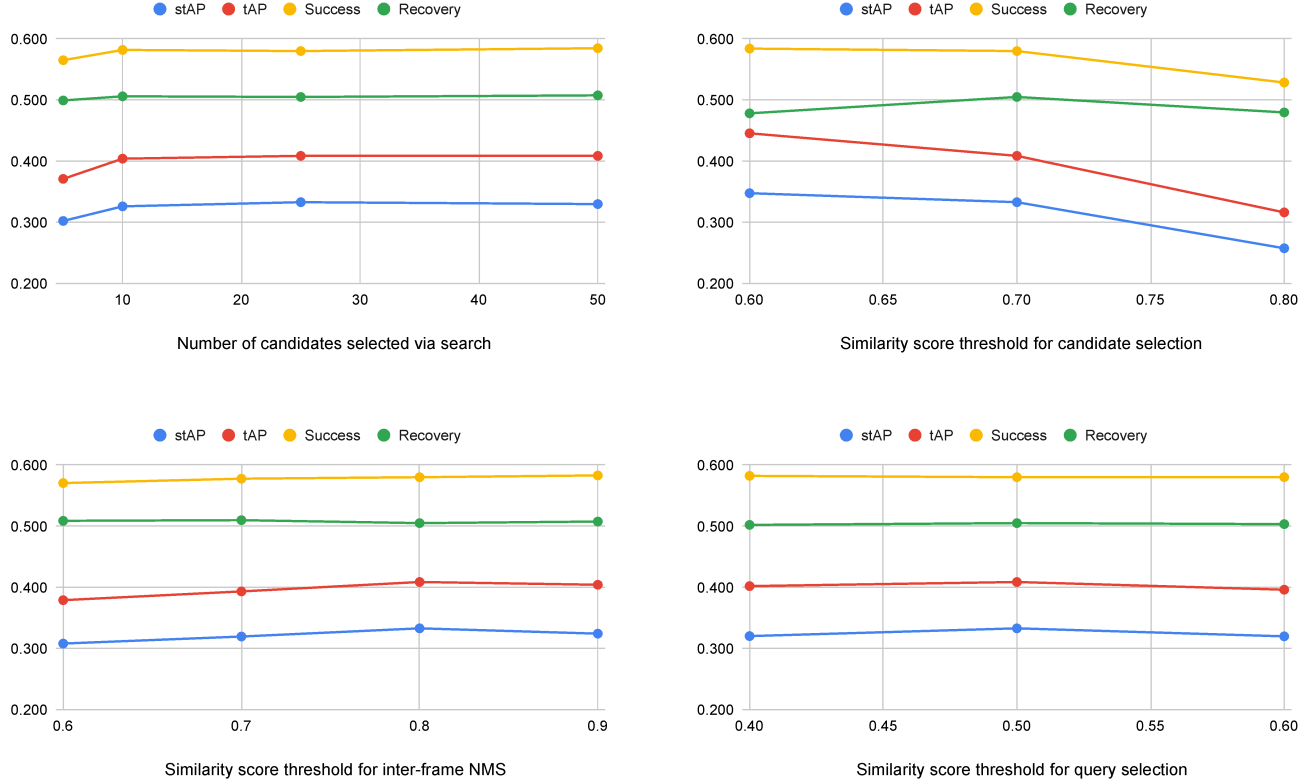 stAP tAP Success Recovery
0.600
0.500
0.400
0.300
0.200
10 20 30 40 50
Number of candidates selected via search
stAP tAP Success Recovery
0.600
0.500
0.400
0.300
0.200
0.60 0.65 0.70 0.75 0.80
Similarity score threshold for candidate selection
stAP tAP Success Recovery
0.600
0.500
0.400
0.300
0.200
0.6 0.7 0.8 0.9
Similarity score threshold for inter-frame NMS
stAP tAP Success Recovery
0.600
0.500
0.400
0.300
0.200
0.40 0.45 0.50 0.55 0.60
Similarity score threshold for query selection